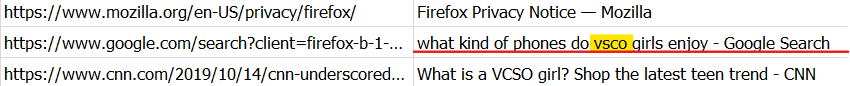 https://www.mozilla.org/en-US/privacy/firefox/ Firefox Privacy Notice — Mozilla
https://www.google.com/search?client=firefox-b-1-... what kind of phones do vsco girls enjoy - Google Search
https://www.cnn.com/2019/10/14/cnn-underscored... What is a VCSO girl? Shop the latest teen trend - CNN